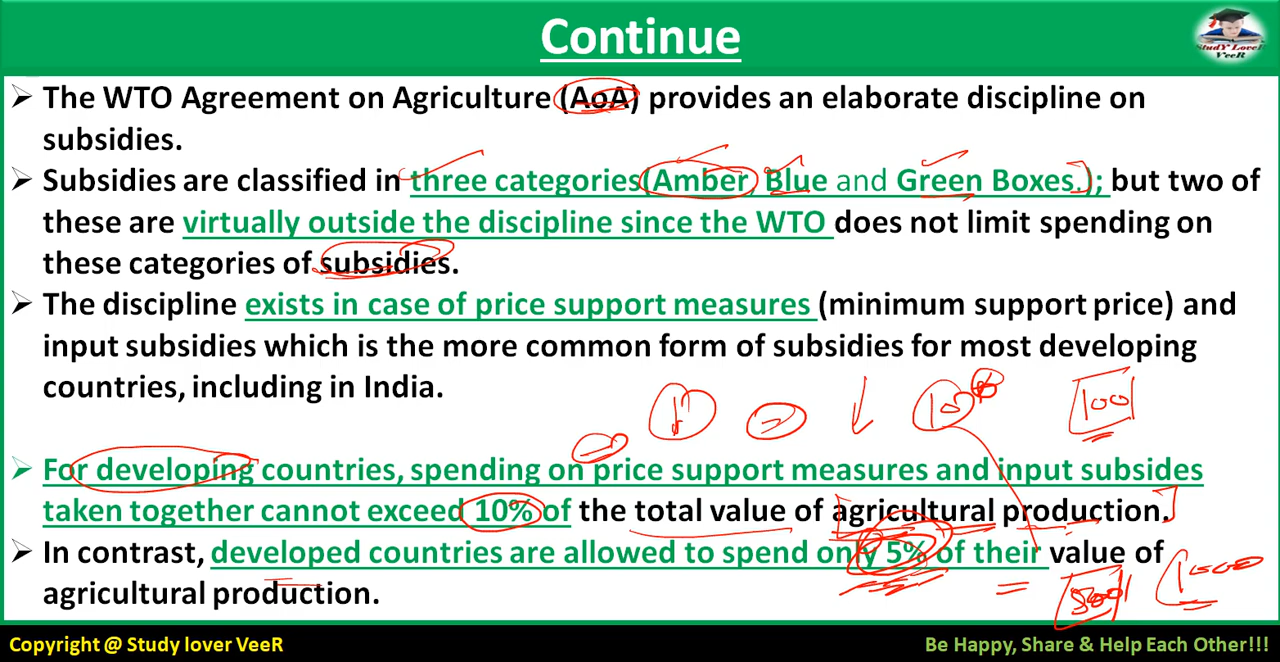 Continue
StudY LoveR
VeeR
➢ The WTO Agreement on Agriculture (AoA) provides an elaborate discipline on
subsidies.
➢ Subsidies are classified in three categories(Amber, Blue and Green Boxes.); but two of
these are virtually outside the discipline since the WTO does not limit spending on
these categories of subsidies.
➢ The discipline exists in case of price support measures (minimum support price) and
input subsidies which is the more common form of subsidies for most developing
countries, including in India.
100
➢ For developing countries, spending on price support measures and input subsides
taken together cannot exceed 10% of the total value of agricultural production.
➢ In contrast, developed countries are allowed to spend only 5% of their value of
agricultural production.
=
1000
Copyright @ Study lover VeeR
Be Happy, Share & Help Each Other!!!